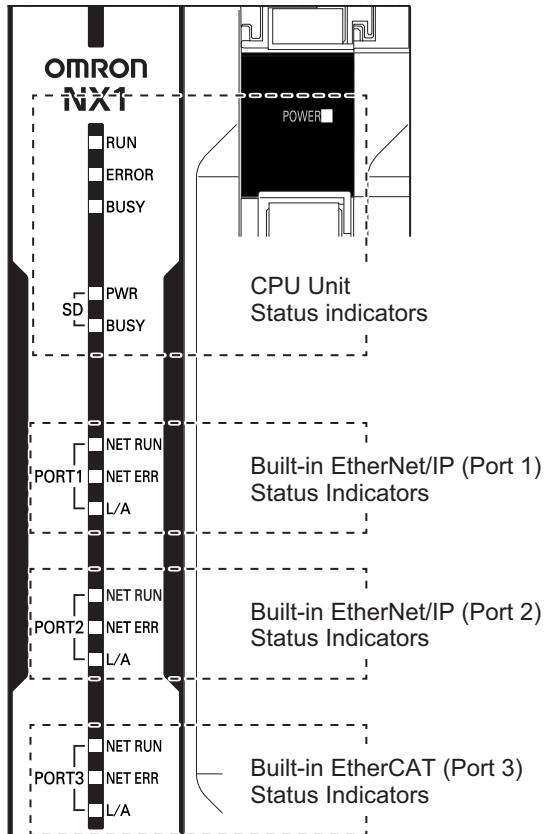 OMRON
NX1
POWER
RUN
ERROR
BUSY
SD
PWR
BUSY
CPU Unit
Status indicators
PORT1
NET RUN
NET ERR
L/A
Built-in EtherNet/IP (Port 1)
Status Indicators
PORT2
NET RUN
NET ERR
L/A
Built-in EtherNet/IP (Port 2)
Status Indicators
PORT3
NET RUN
NET ERR
L/A
Built-in EtherCAT (Port 3)
Status Indicators